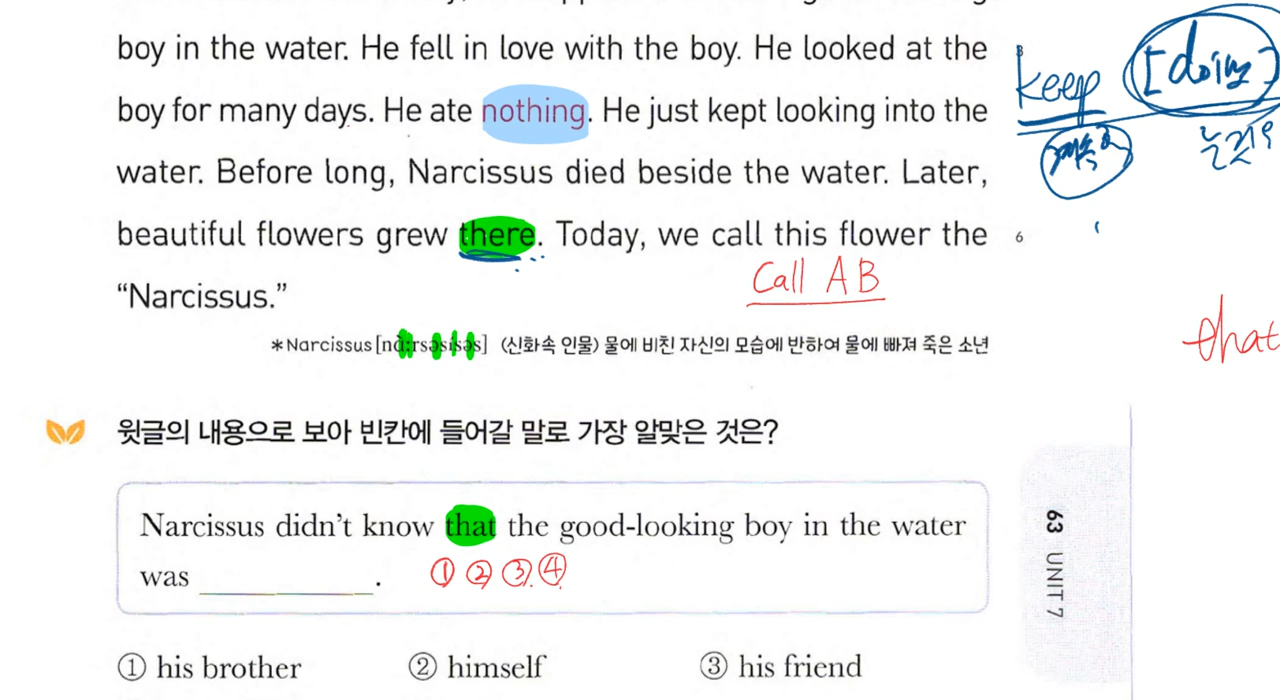 boy in the water. He fell in love with the boy. He looked at the
boy for many days. He ate nothing. He just kept looking into the
water. Before long, Narcissus died beside the water. Later,
beautiful flowers grew there. Today, we call this flower the
“Narcissus.”
keep [doing]
6
Call AB
that
*Narcissus[nɑ̀ːrsəsísəs] (신화속 인물) 물에 비친 자신의 모습에 반하여 물에 빠져 죽은 소년
윗글의 내용으로 보아 빈칸에 들어갈 말로 가장 알맞은 것은?
Narcissus didn’t know that the good-looking boy in the water
was ____________.
① ② ③ ④
① his brother ② himself ③ his friend
63 UNIT 7